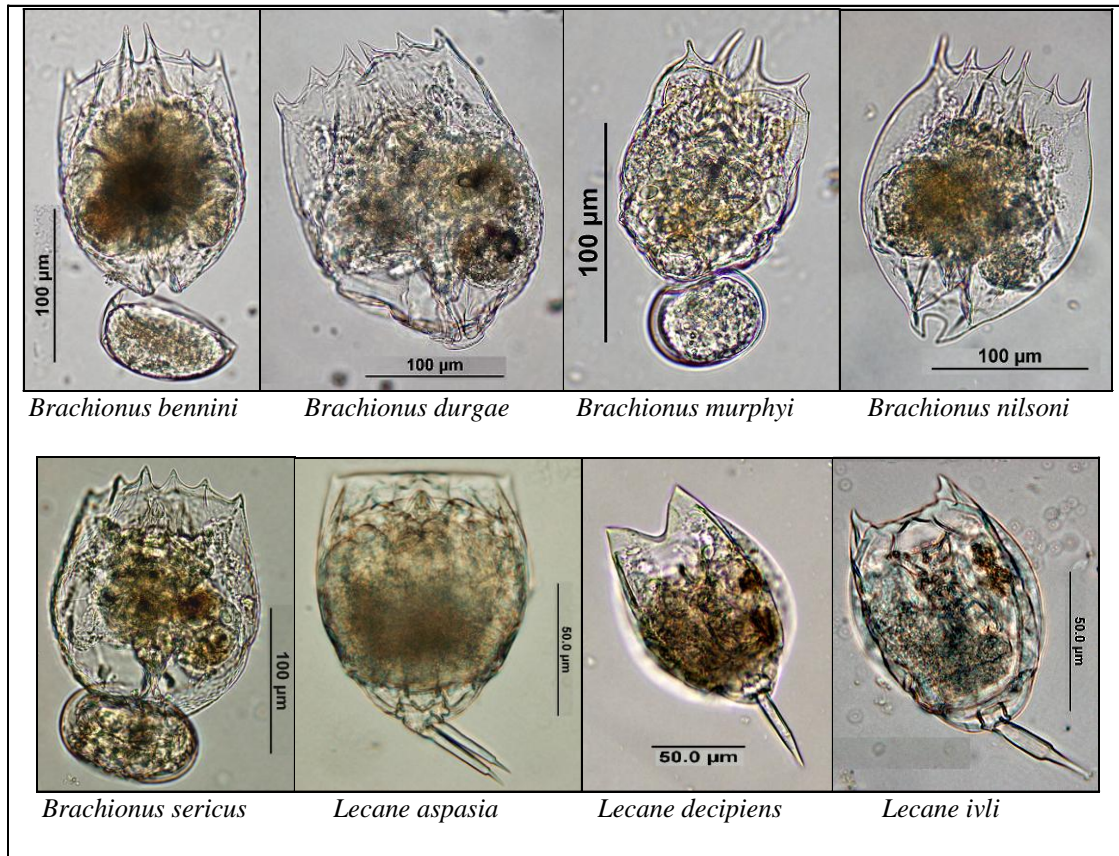 100 µm
100 µm
100 µm
100 µm
Brachionus bennini Brachionus durgae Brachionus murphyi Brachionus nilsoni
100 µm
50.0 µm
50.0 µm
50.0 µm
Brachionus sericus Lecane aspasia Lecane decipiens Lecane ivli